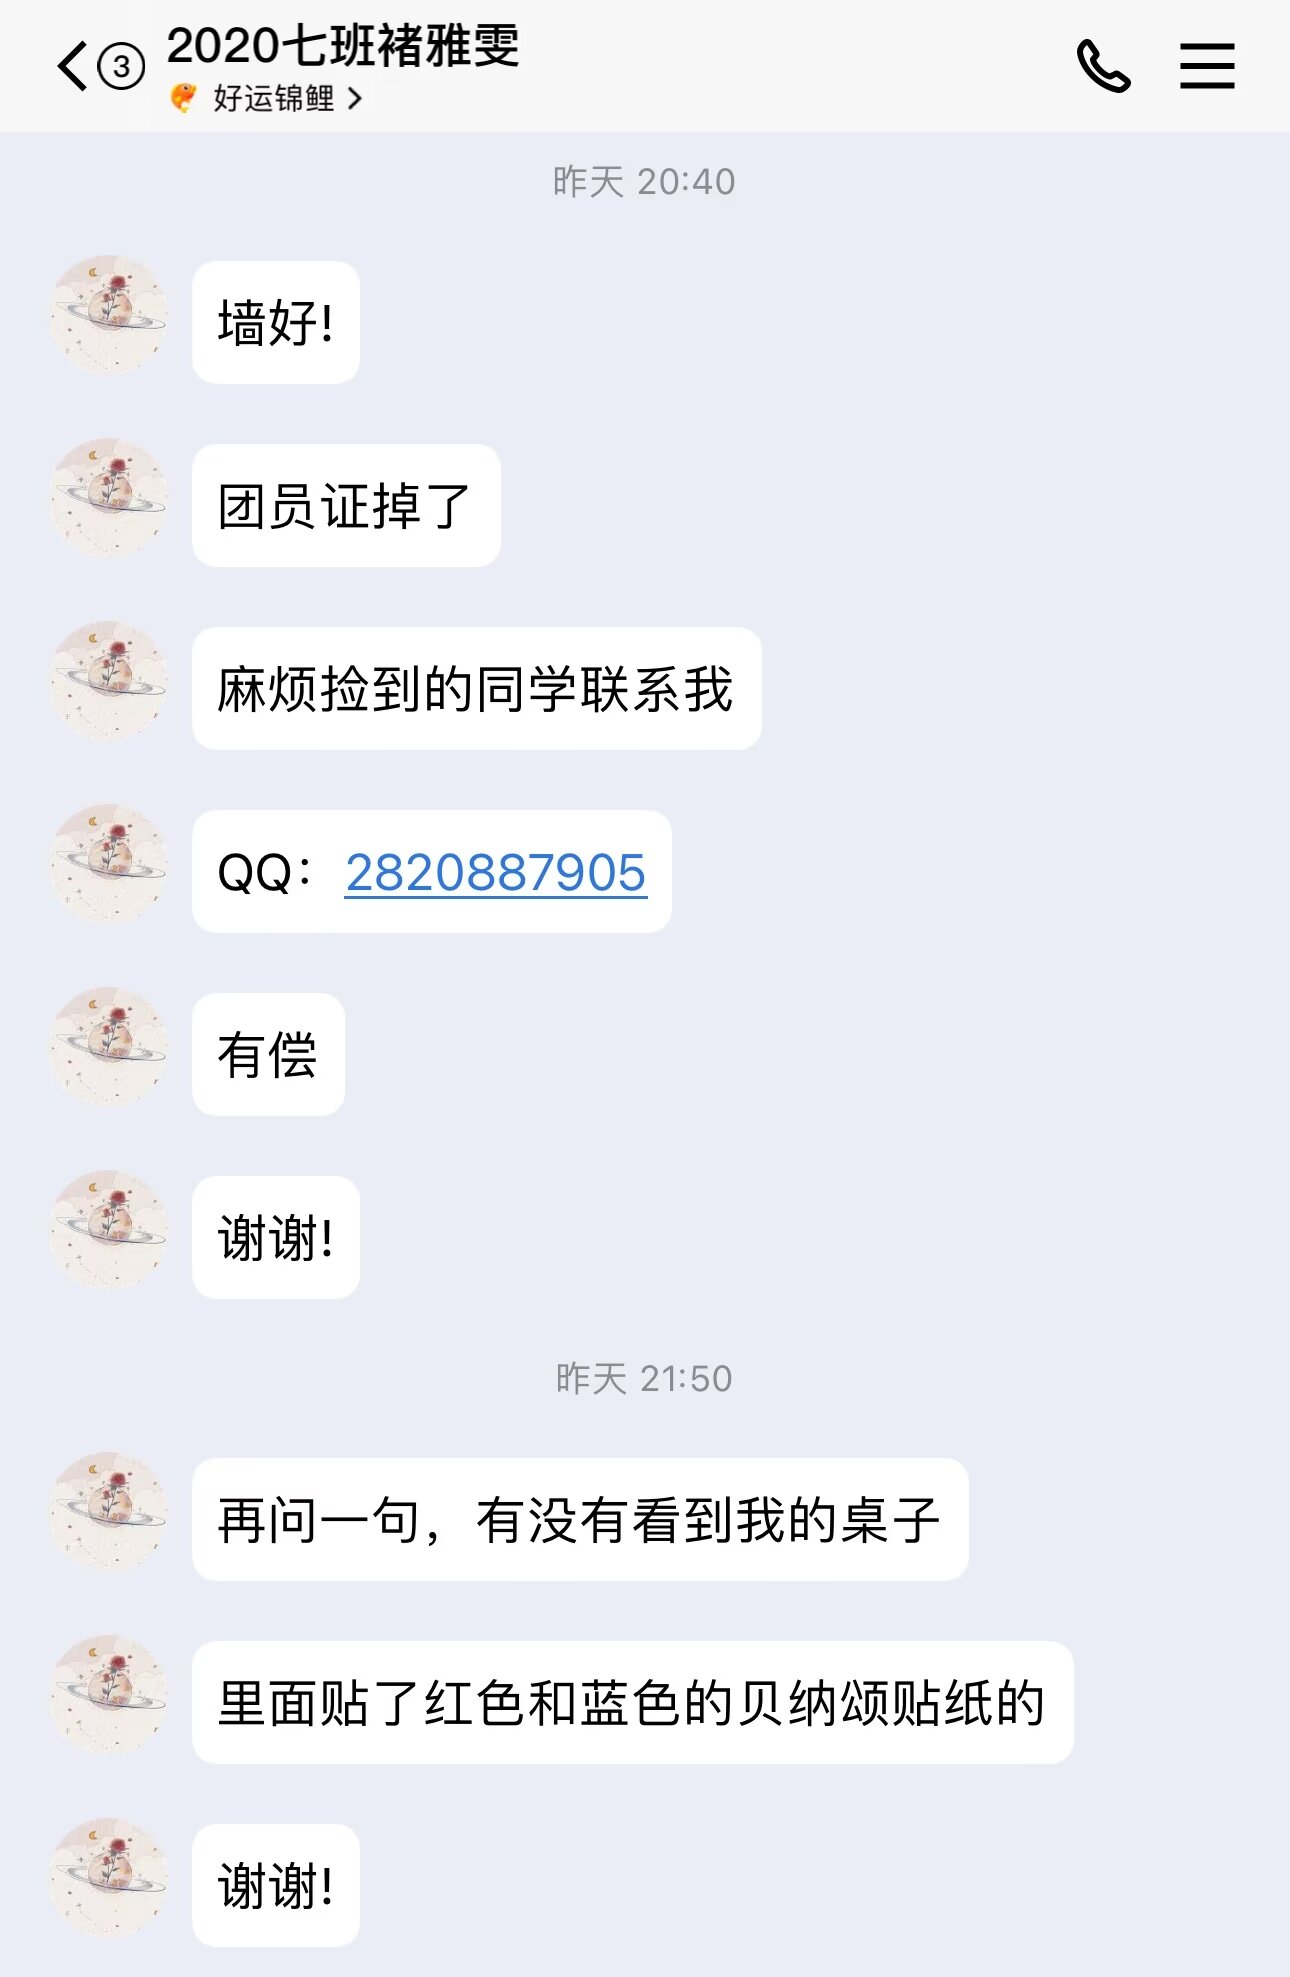 3
2020七班褚雅雯
好运锦鲤
昨天 20:40
墙好!
团员证掉了
麻烦捡到的同学联系我
QQ：2820887905
有偿
谢谢!
昨天 21:50
再问一句，有没有看到我的桌子
里面贴了红色和蓝色的贝纳颂贴纸的
谢谢!